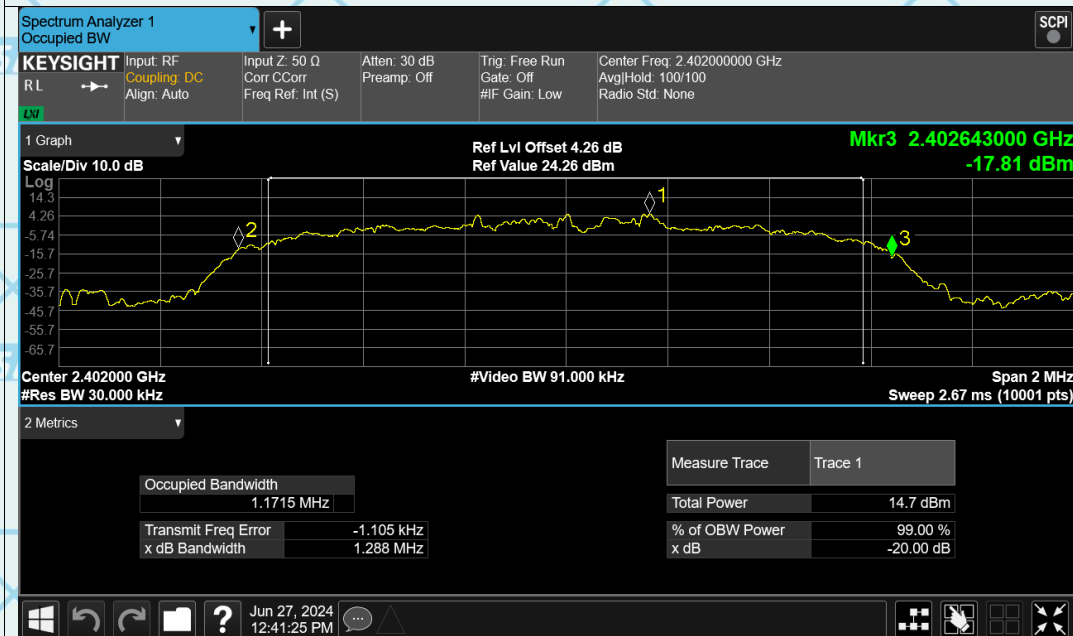 Spectrum Analyzer 1
Occupied BW
+
SCPI
KEYSIGHT
RL
LXI
Input: RF
Coupling: DC
Align: Auto
Input Z: 50 Ω
Corr CCorr
Freq Ref: Int (S)
Atten: 30 dB
Preamp: Off
Trig: Free Run
Gate: Off
#IF Gain: Low
Center Freq: 2.402000000 GHz
Avg|Hold: 100/100
Radio Std: None
1 Graph
Scale/Div 10.0 dB
Ref Lvl Offset 4.26 dB
Ref Value 24.26 dBm
Mkr3 2.402643000 GHz
-17.81 dBm
Log
14.3
4.26
-5.74
-15.7
-25.7
-35.7
-45.7
-55.7
-65.7
2
1
3
Center 2.402000 GHz
#Video BW 91.000 kHz
Span 2 MHz
#Res BW 30.000 kHz
Sweep 2.67 ms (10001 pts)
2 Metrics
Measure Trace Trace 1
Occupied Bandwidth
1.1715 MHz
Total Power 14.7 dBm
Transmit Freq Error -1.105 kHz
% of OBW Power 99.00 %
x dB Bandwidth 1.288 MHz
x dB -20.00 dB
?
Jun 27, 2024
12:41:25 PM